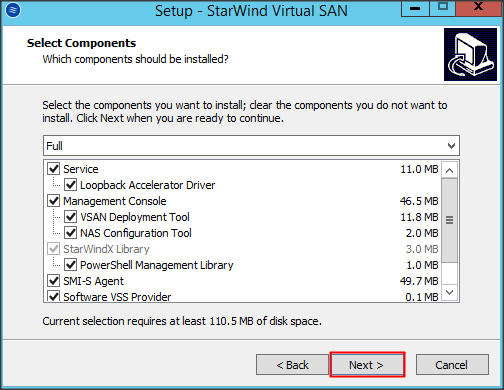 Setup - StarWind Virtual SAN
Select Components
Which components should be installed?
Select the components you want to install; clear the components you do not want to
install. Click Next when you are ready to continue.
Full
Service 11.0 MB
Loopback Accelerator Driver
Management Console 46.5 MB
VSAN Deployment Tool 11.8 MB
NAS Configuration Tool 2.0 MB
StarWindX Library 3.0 MB
PowerShell Management Library 1.0 MB
SMI-S Agent 49.7 MB
Software VSS Provider 0.1 MB
Current selection requires at least 110.5 MB of disk space.
< Back Next > Cancel